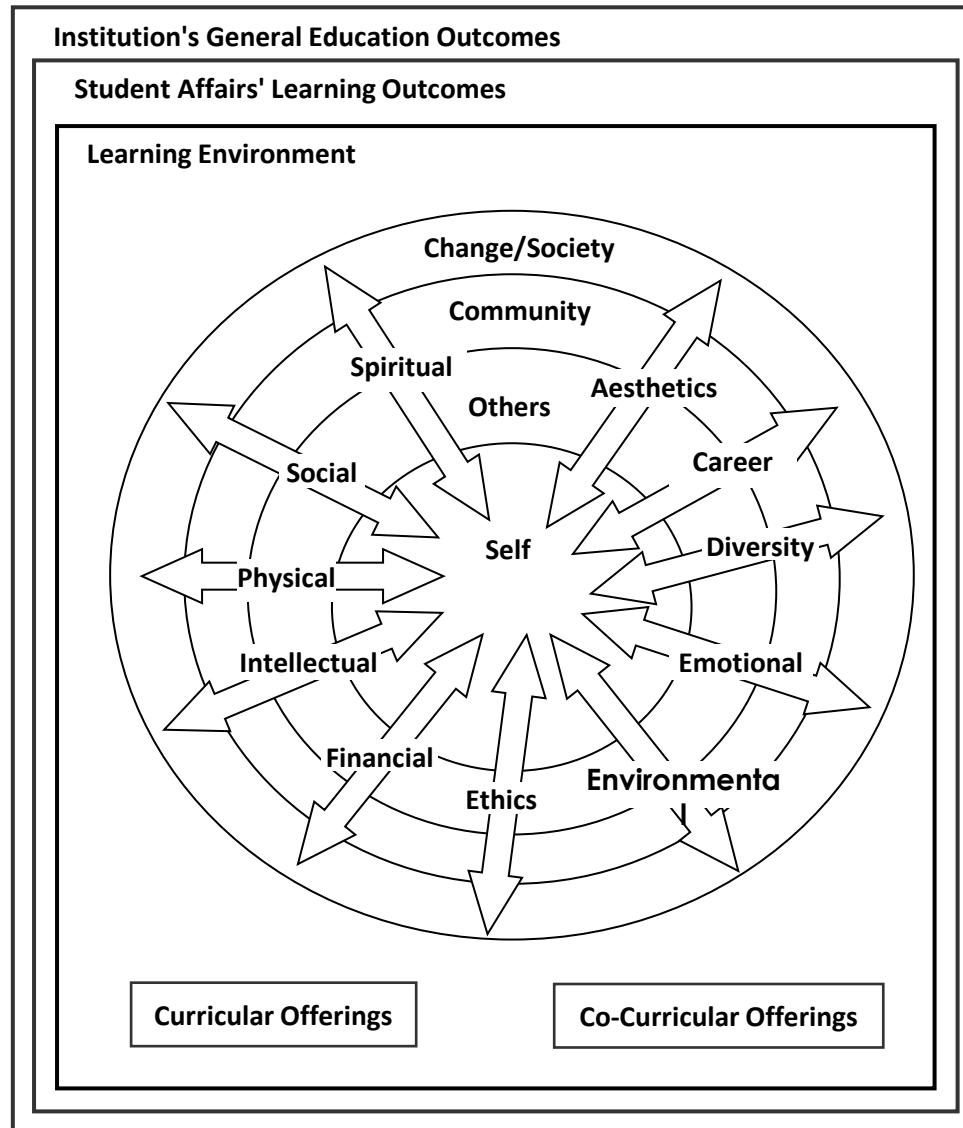 Institution's General Education Outcomes
Student Affairs' Learning Outcomes
Learning Environment
Change/Society
Community
Spiritual
Aesthetics
Others
Social
Career
Self
Diversity
Physical
Intellectual
Emotional
Financial
Ethics
Environmenta
l
Curricular Offerings
Co-Curricular Offerings